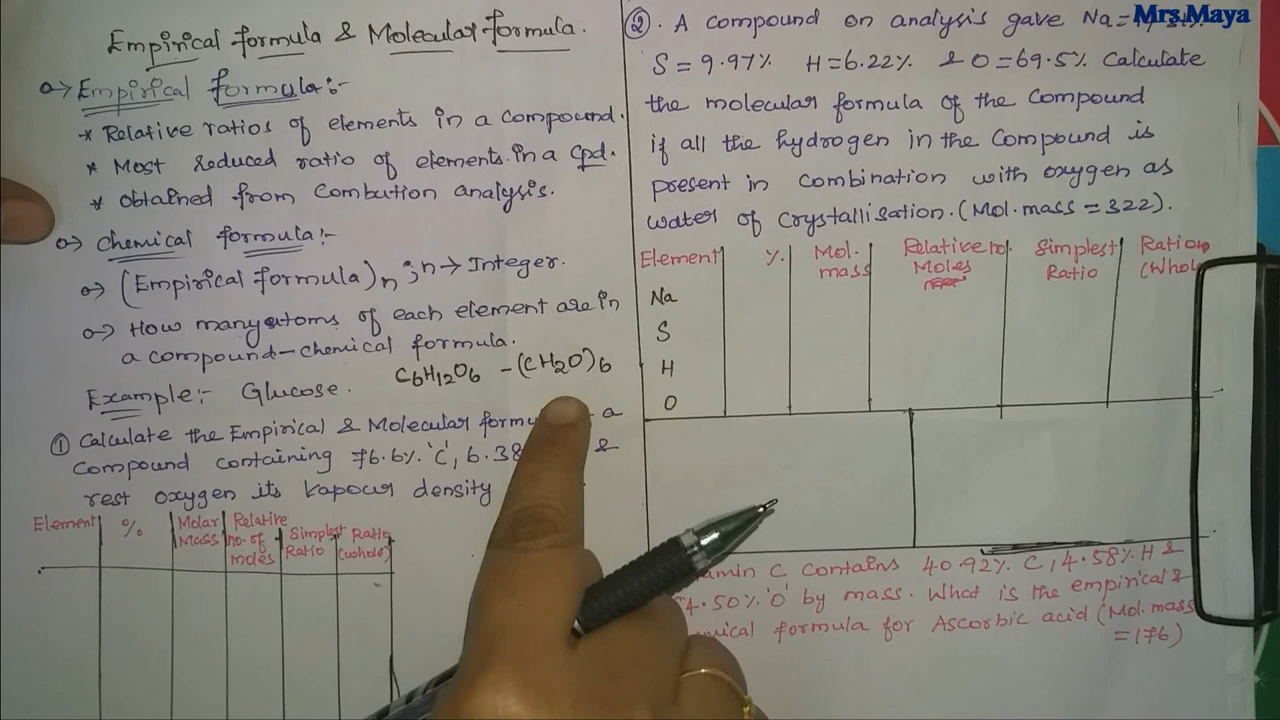 Empirical formula & Molecular formula.
Empirical formula:-
* Relative ratios of elements in a compound.
* Most reduced ratio of elements in a cpd.
* obtained from combution analysis.
Chemical formula:-
(Empirical formula)n ; n → Integer.
How many atoms of each element are in
a compound - chemical formula.
Example:- Glucose. C6H12O6 - (CH2O)6
① Calculate the Empirical & Molecular a
compound containing 76.6% 'C', &
rest oxygen its vapour density
Element % Molar Mass Relative no. of moles Simplest Ratio Ratio (whole)
Mrs.Maya
②. A compound on analysis gave Na =
S = 9.97% H = 6.22% & O = 69.5% Calculate
the molecular formula of the compound
if all the hydrogen in the compound is
present in combination with oxygen as
water of crystallisation. (Mol. mass = 322).
Element % Mol. mass Relative no. Moles Simplest Ratio Ratio
Na
S
H
O
C contains 40.92% C, 4.58% H &
4.50% 'O' by mass. What is the empirical &
formula for Ascorbic acid (Mol. mass
= 176)